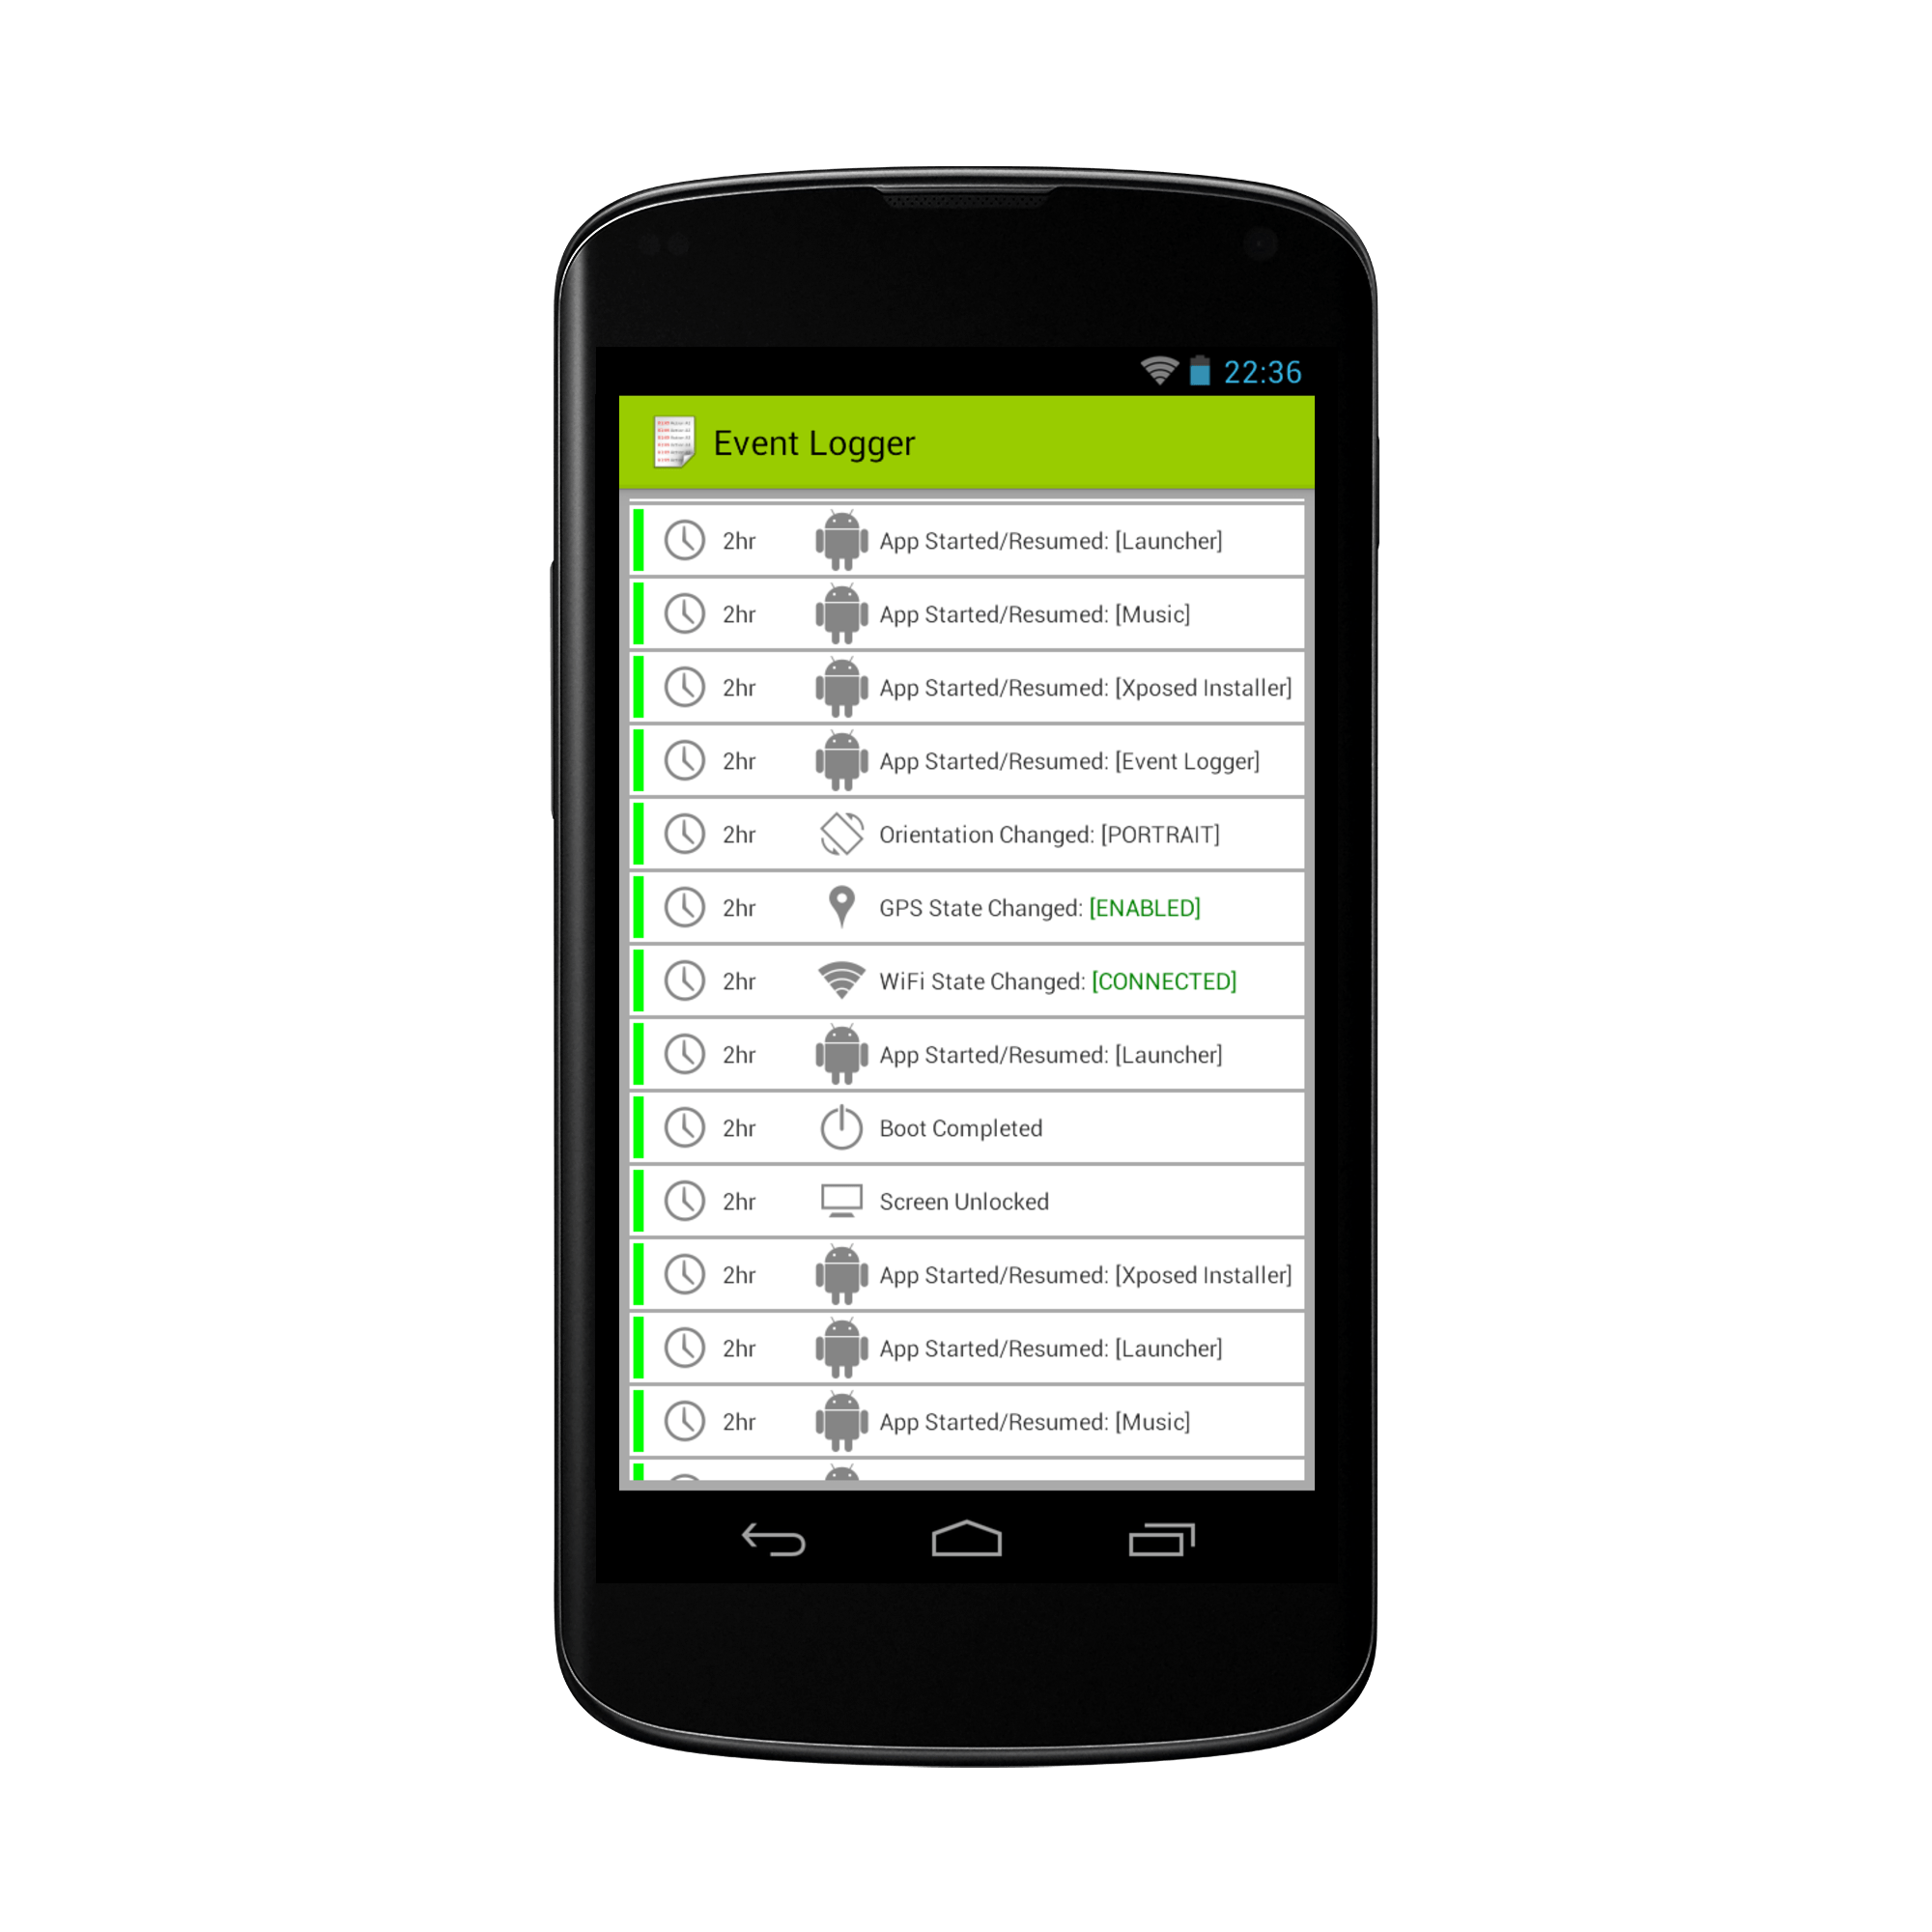 22:36
Event Logger
2hr App Started/Resumed: [Launcher]
2hr App Started/Resumed: [Music]
2hr App Started/Resumed: [Xposed Installer]
2hr App Started/Resumed: [Event Logger]
2hr Orientation Changed: [PORTRAIT]
2hr GPS State Changed: [ENABLED]
2hr WiFi State Changed: [CONNECTED]
2hr App Started/Resumed: [Launcher]
2hr Boot Completed
2hr Screen Unlocked
2hr App Started/Resumed: [Xposed Installer]
2hr App Started/Resumed: [Launcher]
2hr App Started/Resumed: [Music]